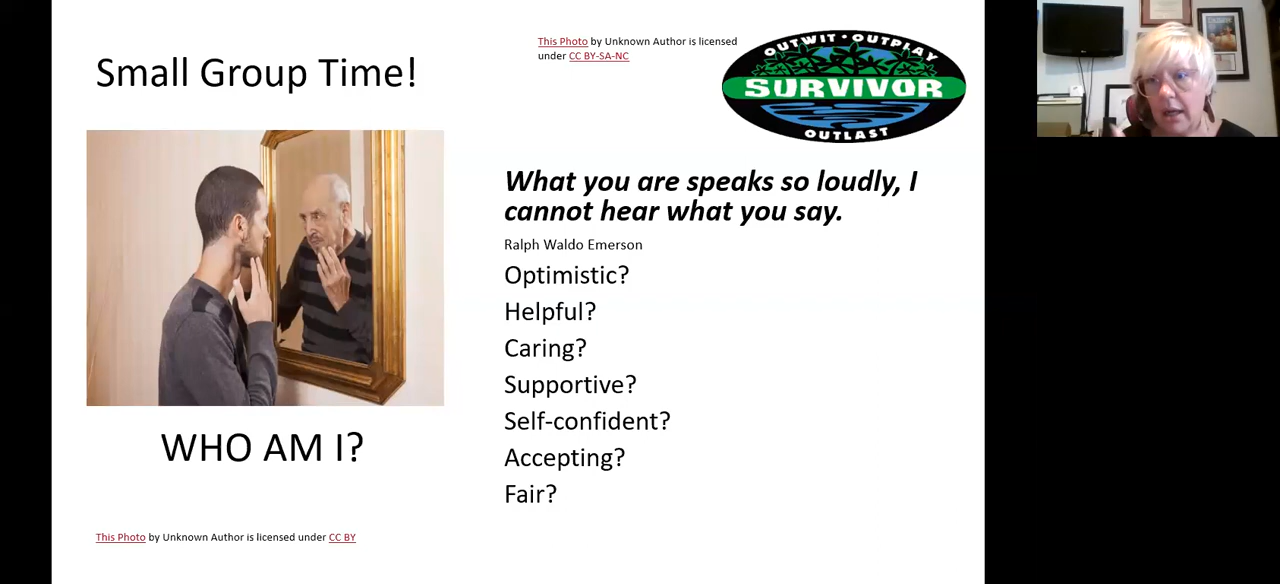 Small Group Time!
This Photo by Unknown Author is licensed
under CC BY-SA-NC
OUTWIT • OUTPLAY
SURVIVOR
OUTLAST
What you are speaks so loudly, I
cannot hear what you say.
Ralph Waldo Emerson
Optimistic?
Helpful?
Caring?
Supportive?
Self-confident?
Accepting?
Fair?
WHO AM I?
This Photo by Unknown Author is licensed under CC BY